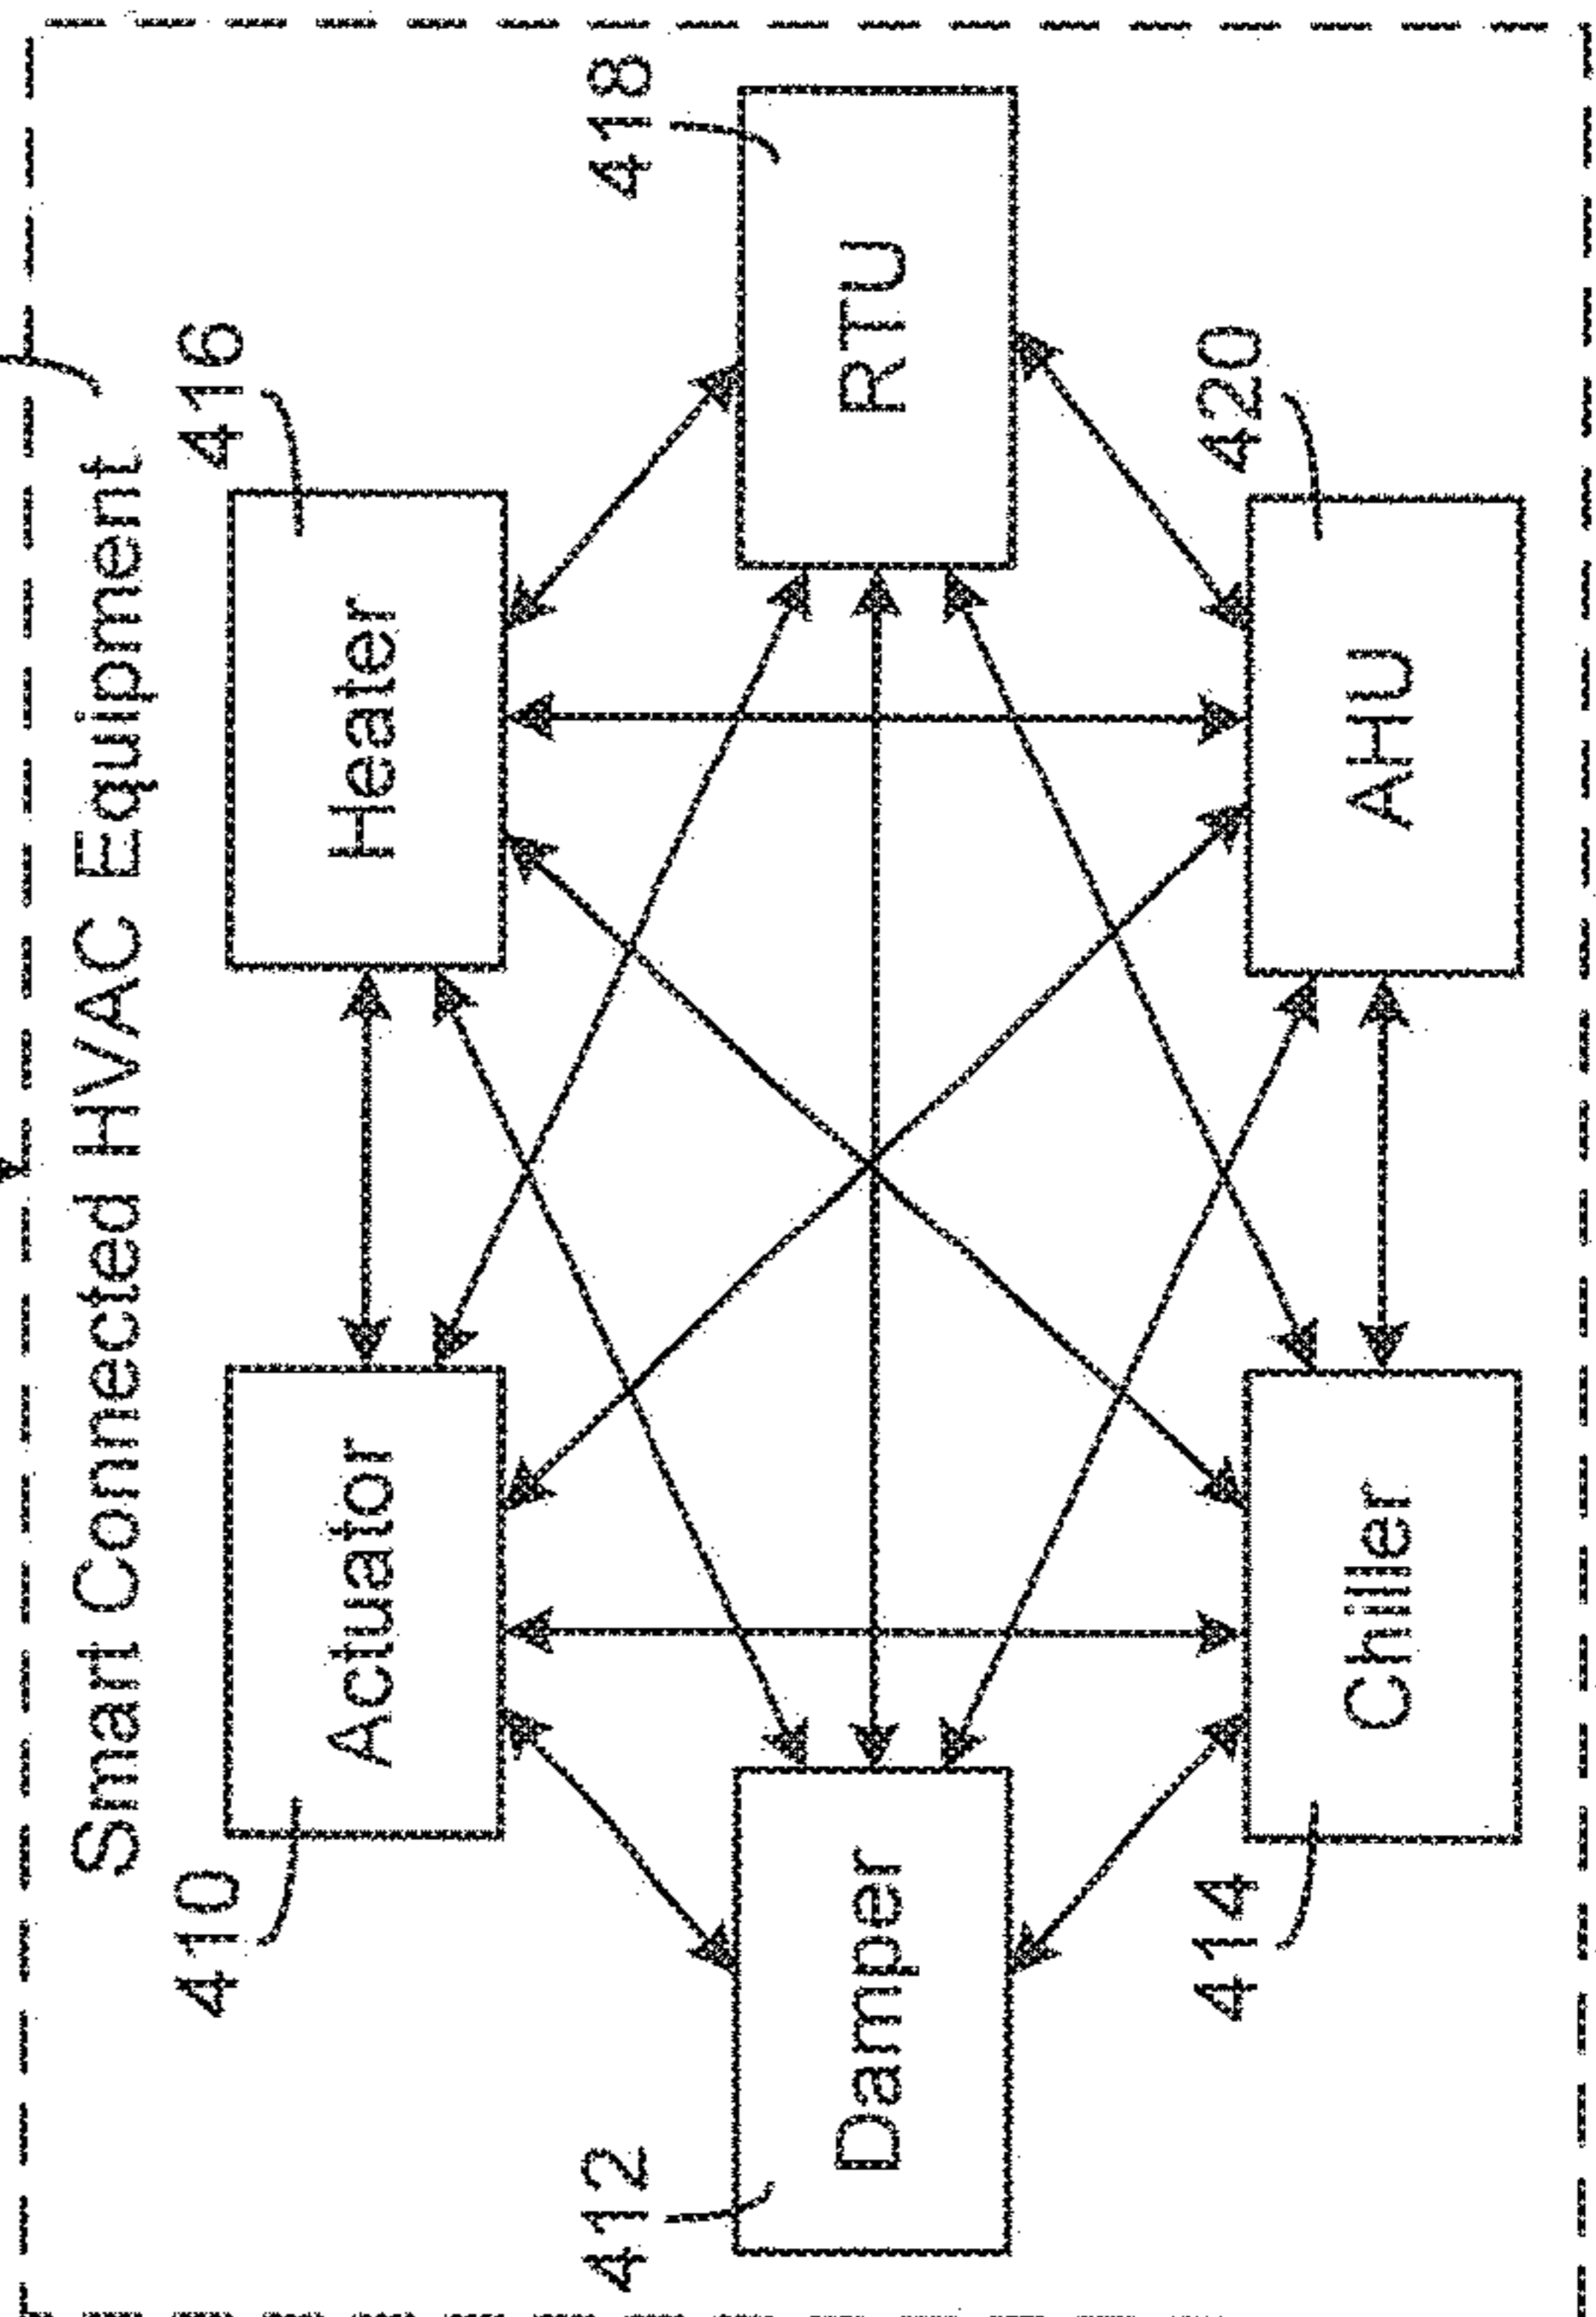 Smart Connected HVAC Equipment
410
Actuator
416
Heater
412
Damper
418
RTU
414
Chiller
420
AHU